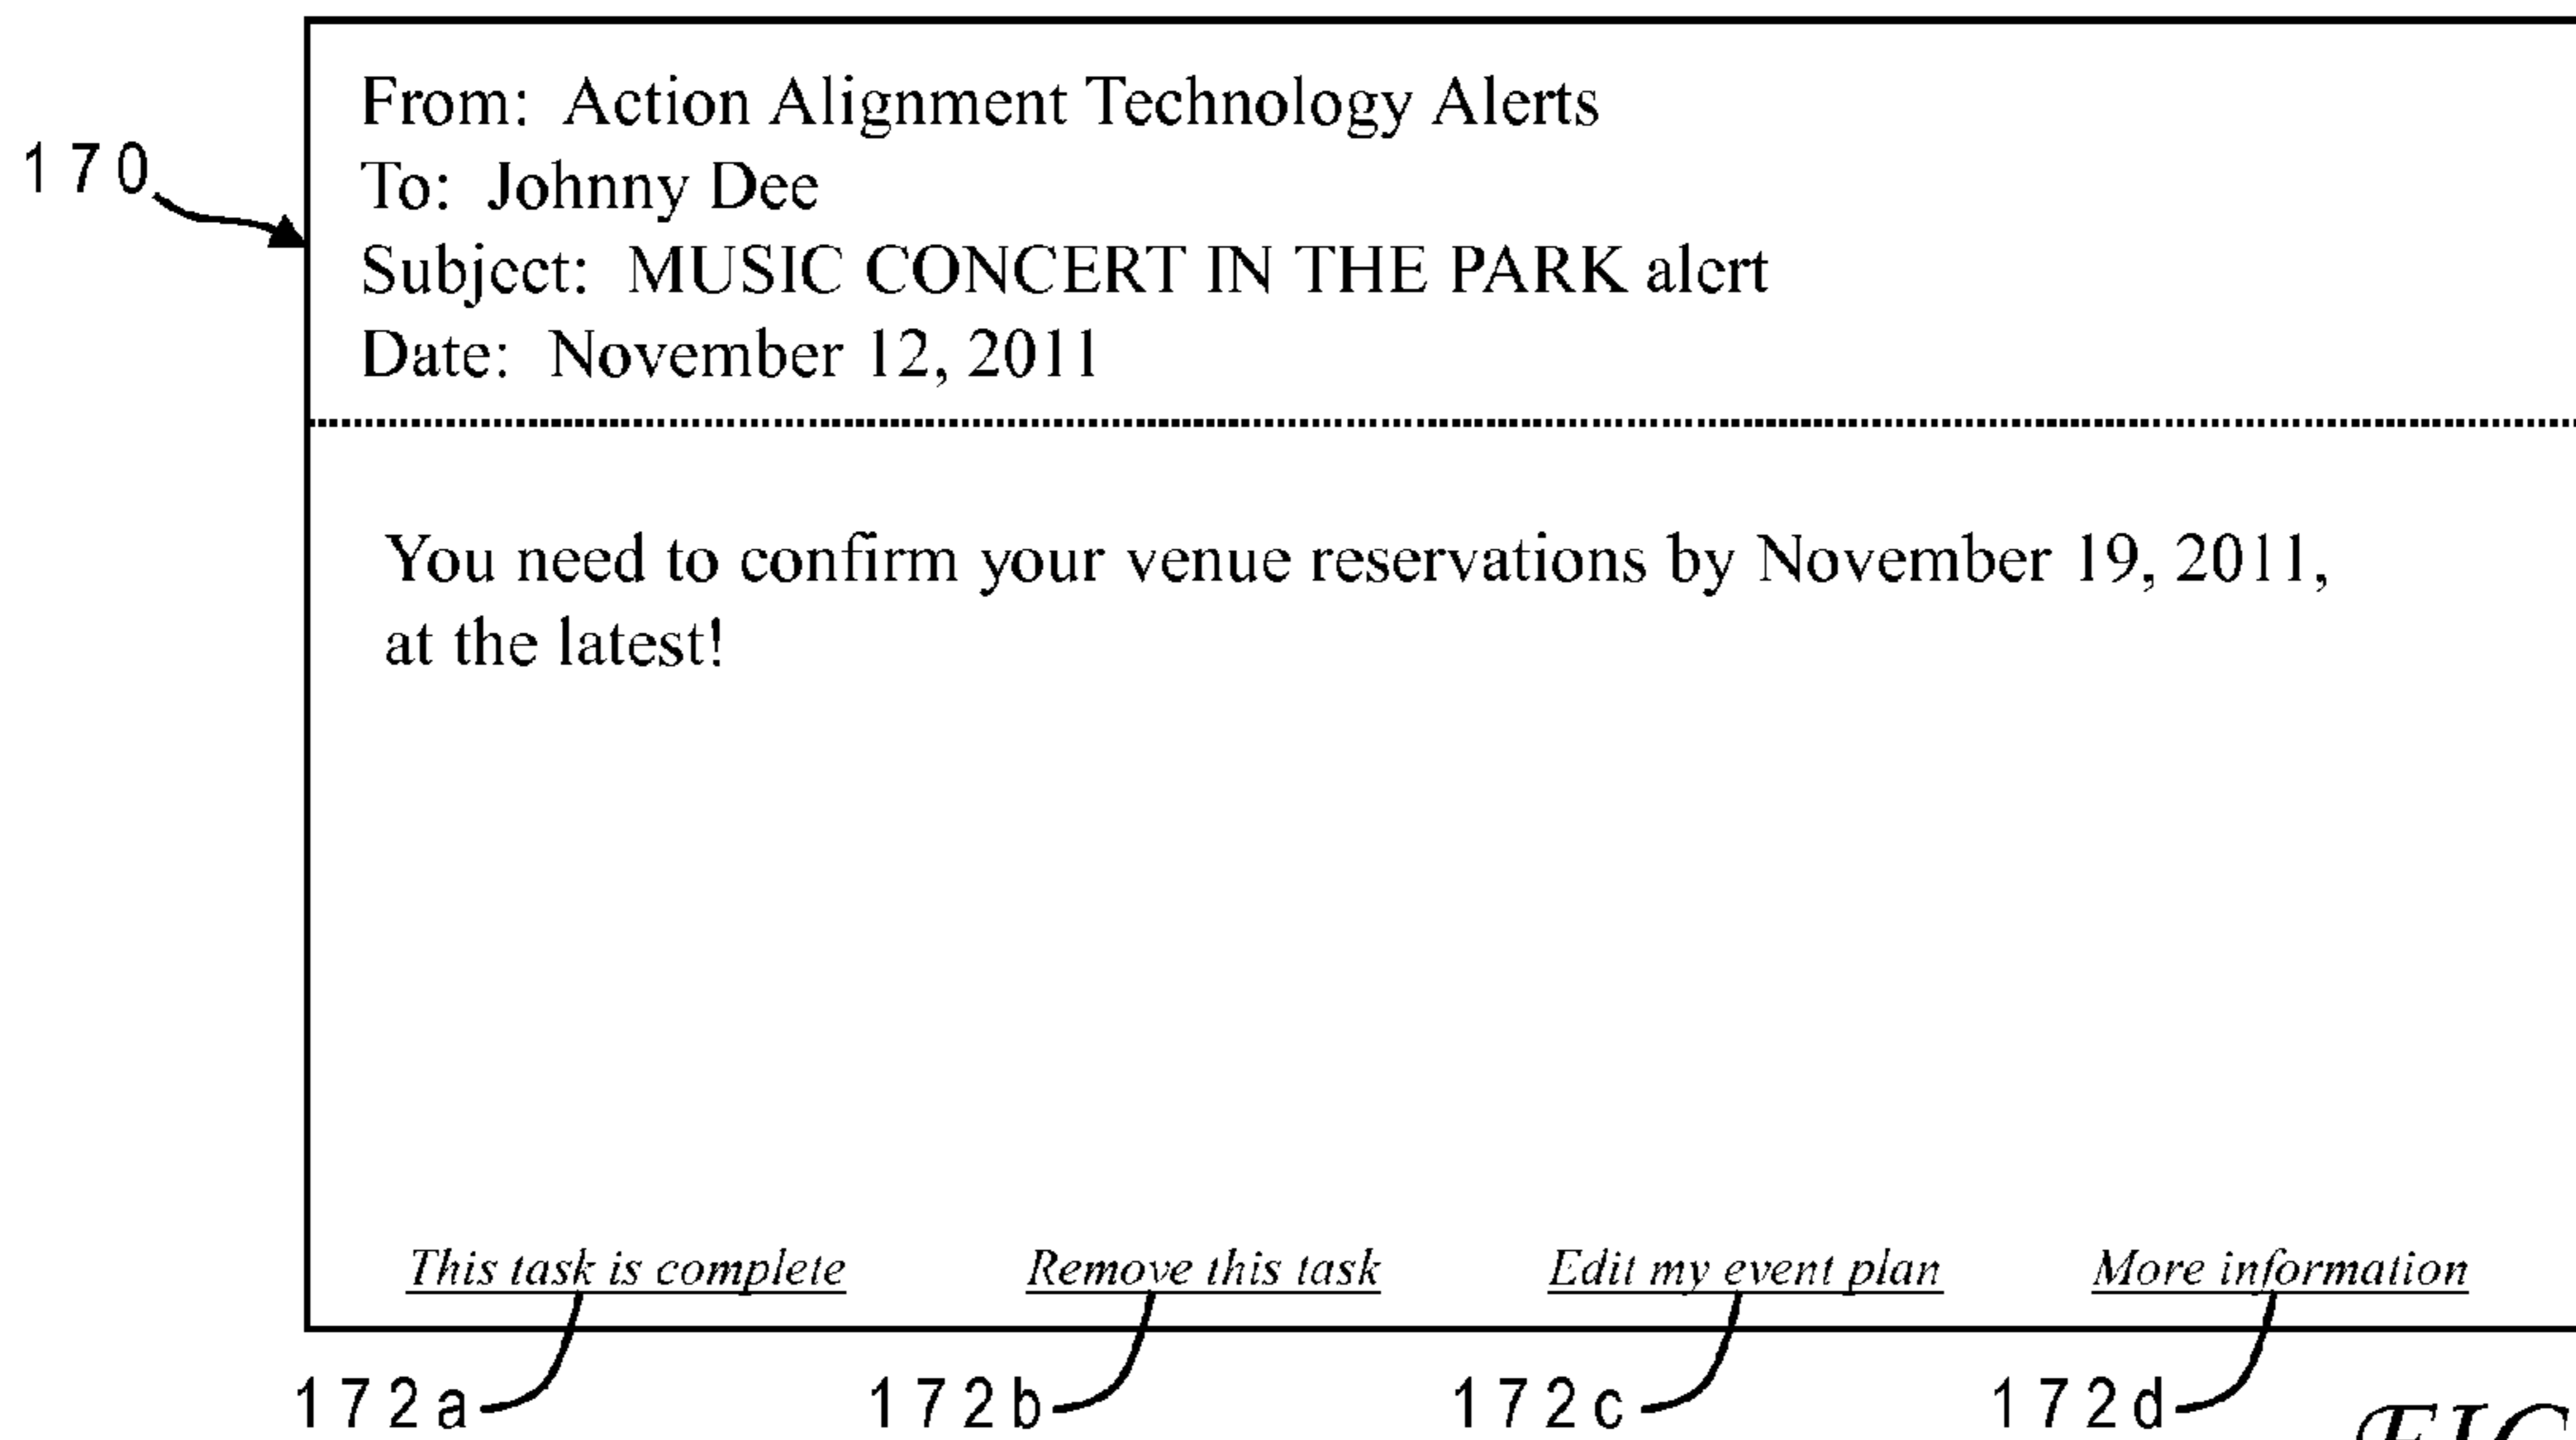 From: Action Alignment Technology Alerts
170
To: Johnny Dee
Subject: MUSIC CONCERT IN THE PARK alert
Date: November 12, 2011
You need to confirm your venue reservations by November 19, 2011,
at the latest!
This task is complete Remove this task Edit my event plan More information
172a 172b 172c 172d